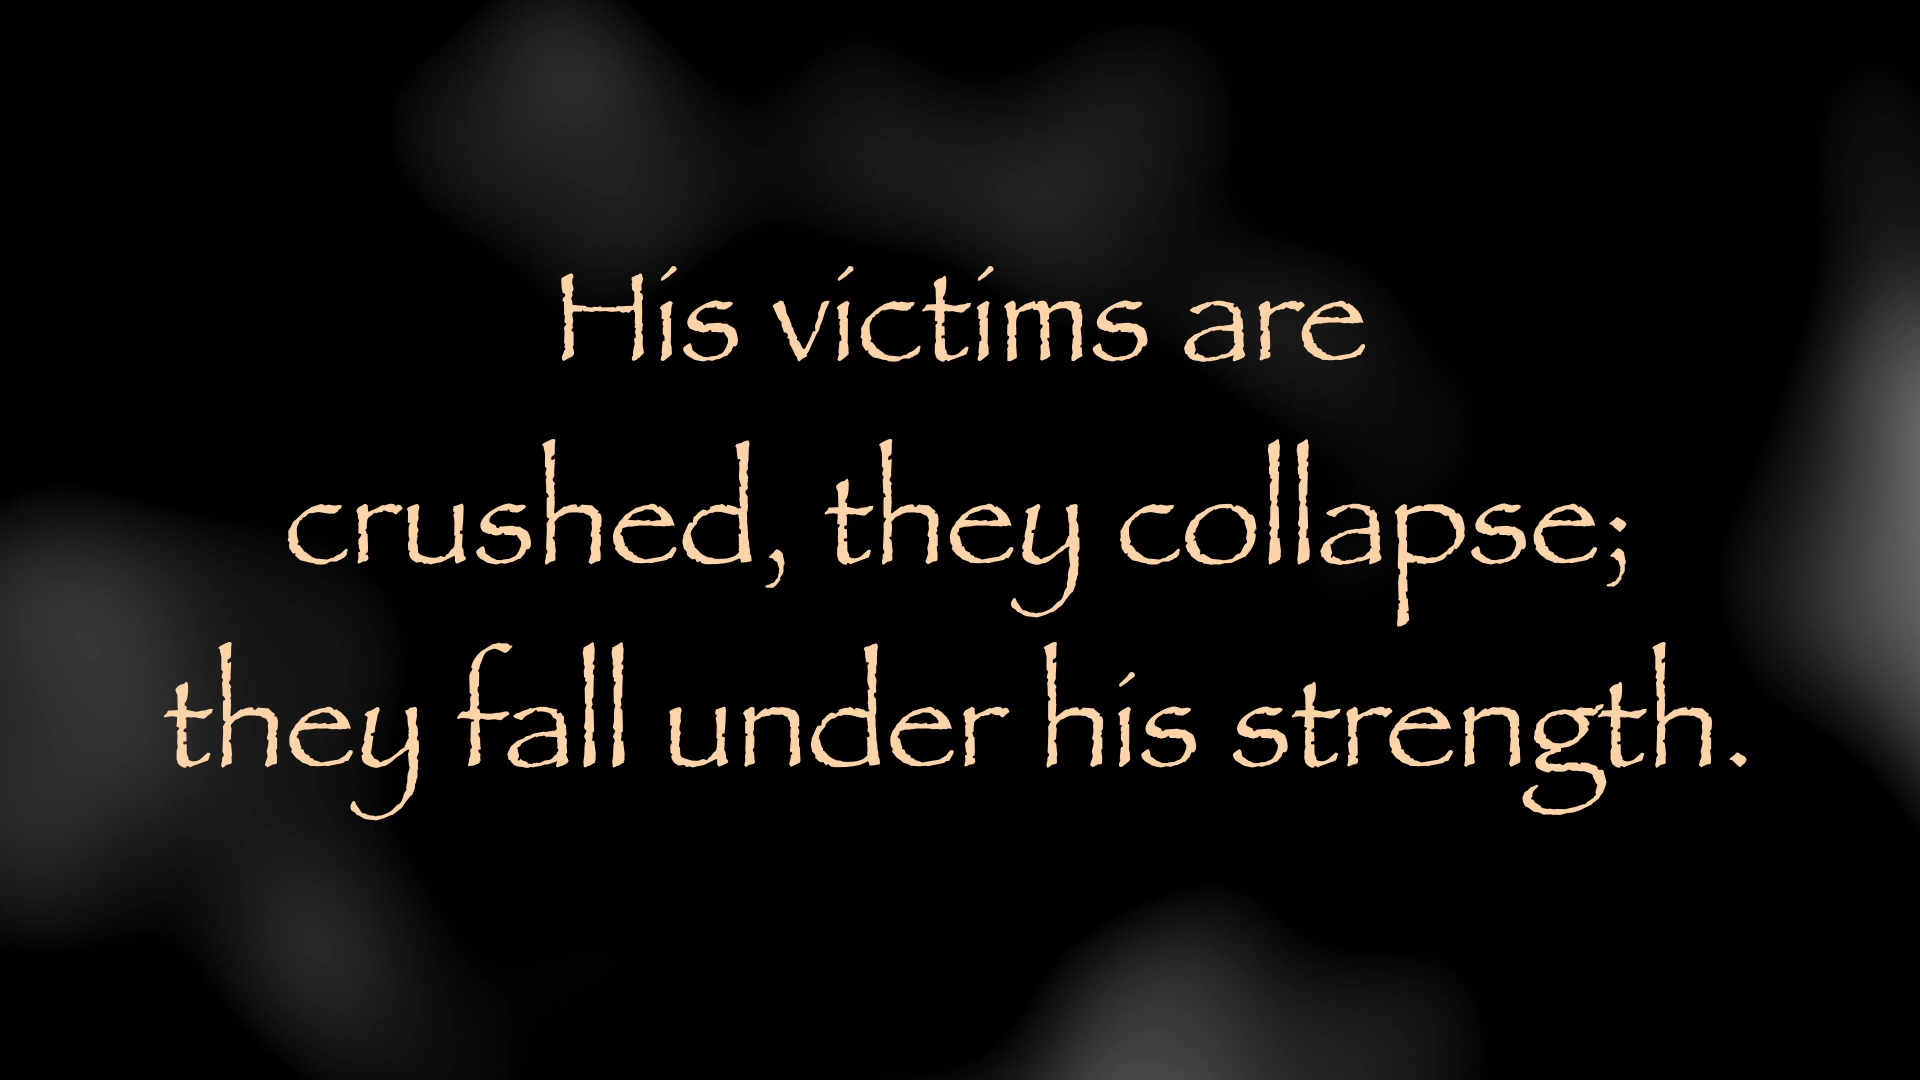 His victims are
crushed, they collapse;
they fall under his strength.